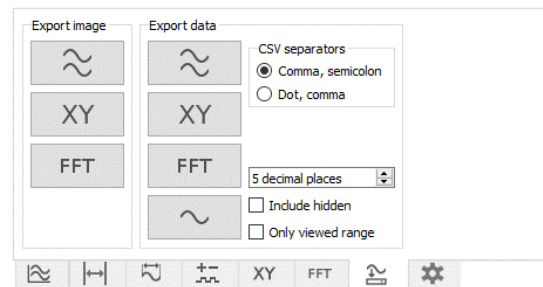 Export image
Export data
CSV separators
Comma, semicolon
Dot, comma
XY
XY
FFT
FFT
5 decimal places
Include hidden
Only viewed range
XY
FFT